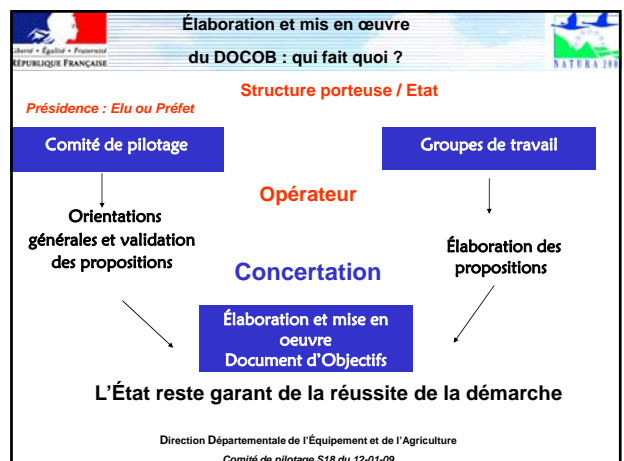 Élaboration et mis en œuvre
du DOCOB : qui fait quoi ?
Liberté • Égalité • Fraternité
RÉPUBLIQUE FRANÇAISE
NATURA 200
Structure porteuse / Etat
Présidence : Elu ou Préfet
Comité de pilotage
Groupes de travail
Opérateur
Orientations
générales et validation
des propositions
Élaboration des
propositions
Concertation
Élaboration et mise en
oeuvre
Document d'Objectifs
L'État reste garant de la réussite de la démarche
Direction Départementale de l'Équipement et de l'Agriculture
Comité de pilotage S18 du 12-01-09